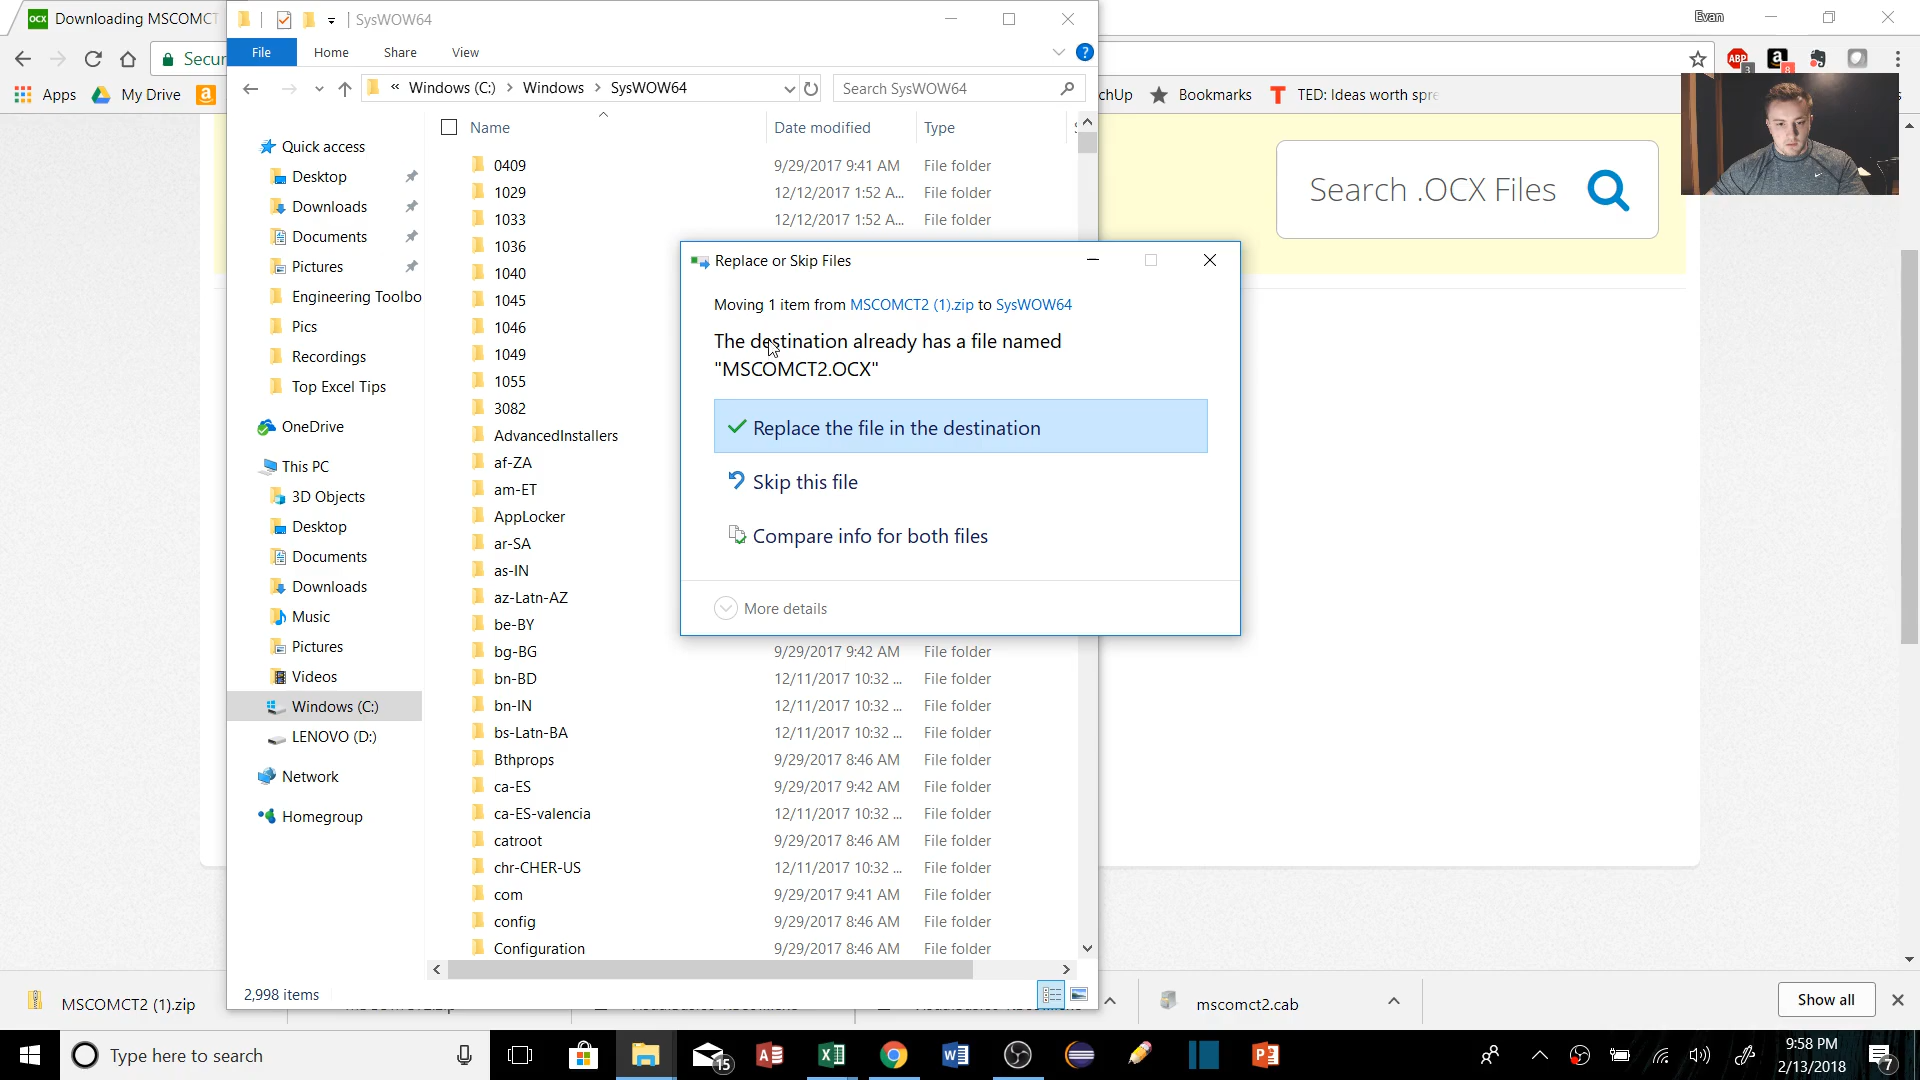 OCX Downloading MSCOMCT
SysWOW64
Evan
File Home Share View
Secur
Windows (C:) Windows SysWOW64
Search SysWOW64
ABP 3 8
Apps My Drive
chUp Bookmarks TED: Ideas worth spre
Name Date modified Type
Quick access
Desktop
Downloads
Documents
Pictures
Engineering Toolbo
Pics
Recordings
Top Excel Tips
OneDrive
This PC
3D Objects
Desktop
Documents
Downloads
Music
Pictures
Videos
Windows (C:)
LENOVO (D:)
Network
Homegroup
0409 9/29/2017 9:41 AM File folder
1029 12/12/2017 1:52 A... File folder
1033 12/12/2017 1:52 A... File folder
1036
1040
1045
1046
1049
1055
3082
AdvancedInstallers
af-ZA
am-ET
AppLocker
ar-SA
as-IN
az-Latn-AZ
be-BY
bg-BG 9/29/2017 9:42 AM File folder
bn-BD 12/11/2017 10:32 ... File folder
bn-IN 12/11/2017 10:32 ... File folder
bs-Latn-BA 12/11/2017 10:32 ... File folder
Bthprops 9/29/2017 8:46 AM File folder
ca-ES 9/29/2017 9:42 AM File folder
ca-ES-valencia 12/11/2017 10:32 ... File folder
catroot 9/29/2017 8:46 AM File folder
chr-CHER-US 12/11/2017 10:32 ... File folder
com 9/29/2017 9:41 AM File folder
config 9/29/2017 8:46 AM File folder
Configuration 9/29/2017 8:46 AM File folder
2,998 items
Search .OCX Files
Replace or Skip Files
Moving 1 item from MSCOMCT2 (1).zip to SysWOW64
The destination already has a file named
"MSCOMCT2.OCX"
Replace the file in the destination
Skip this file
Compare info for both files
More details
MSCOMCT2 (1).zip
mscomct2.cab
Show all
Type here to search
15
9:58 PM
2/13/2018
7